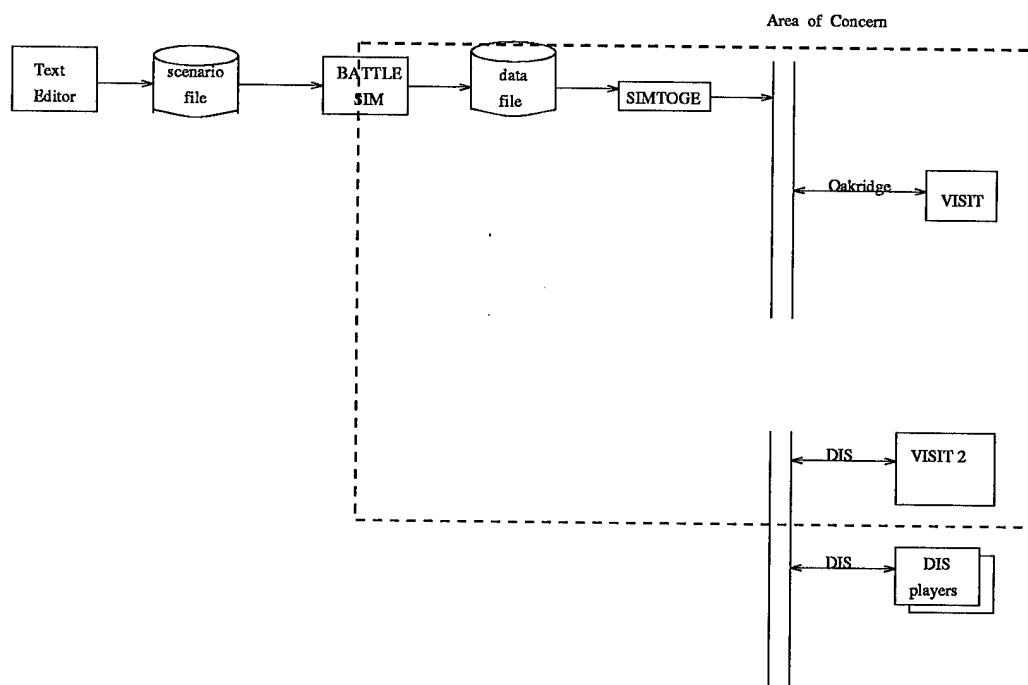 Area of Concern
Text
Editor
scenario
file
BATTLE
SIM
data
file
SIMTOGE
Oakridge
VISIT
DIS
VISIT 2
DIS
DIS
players